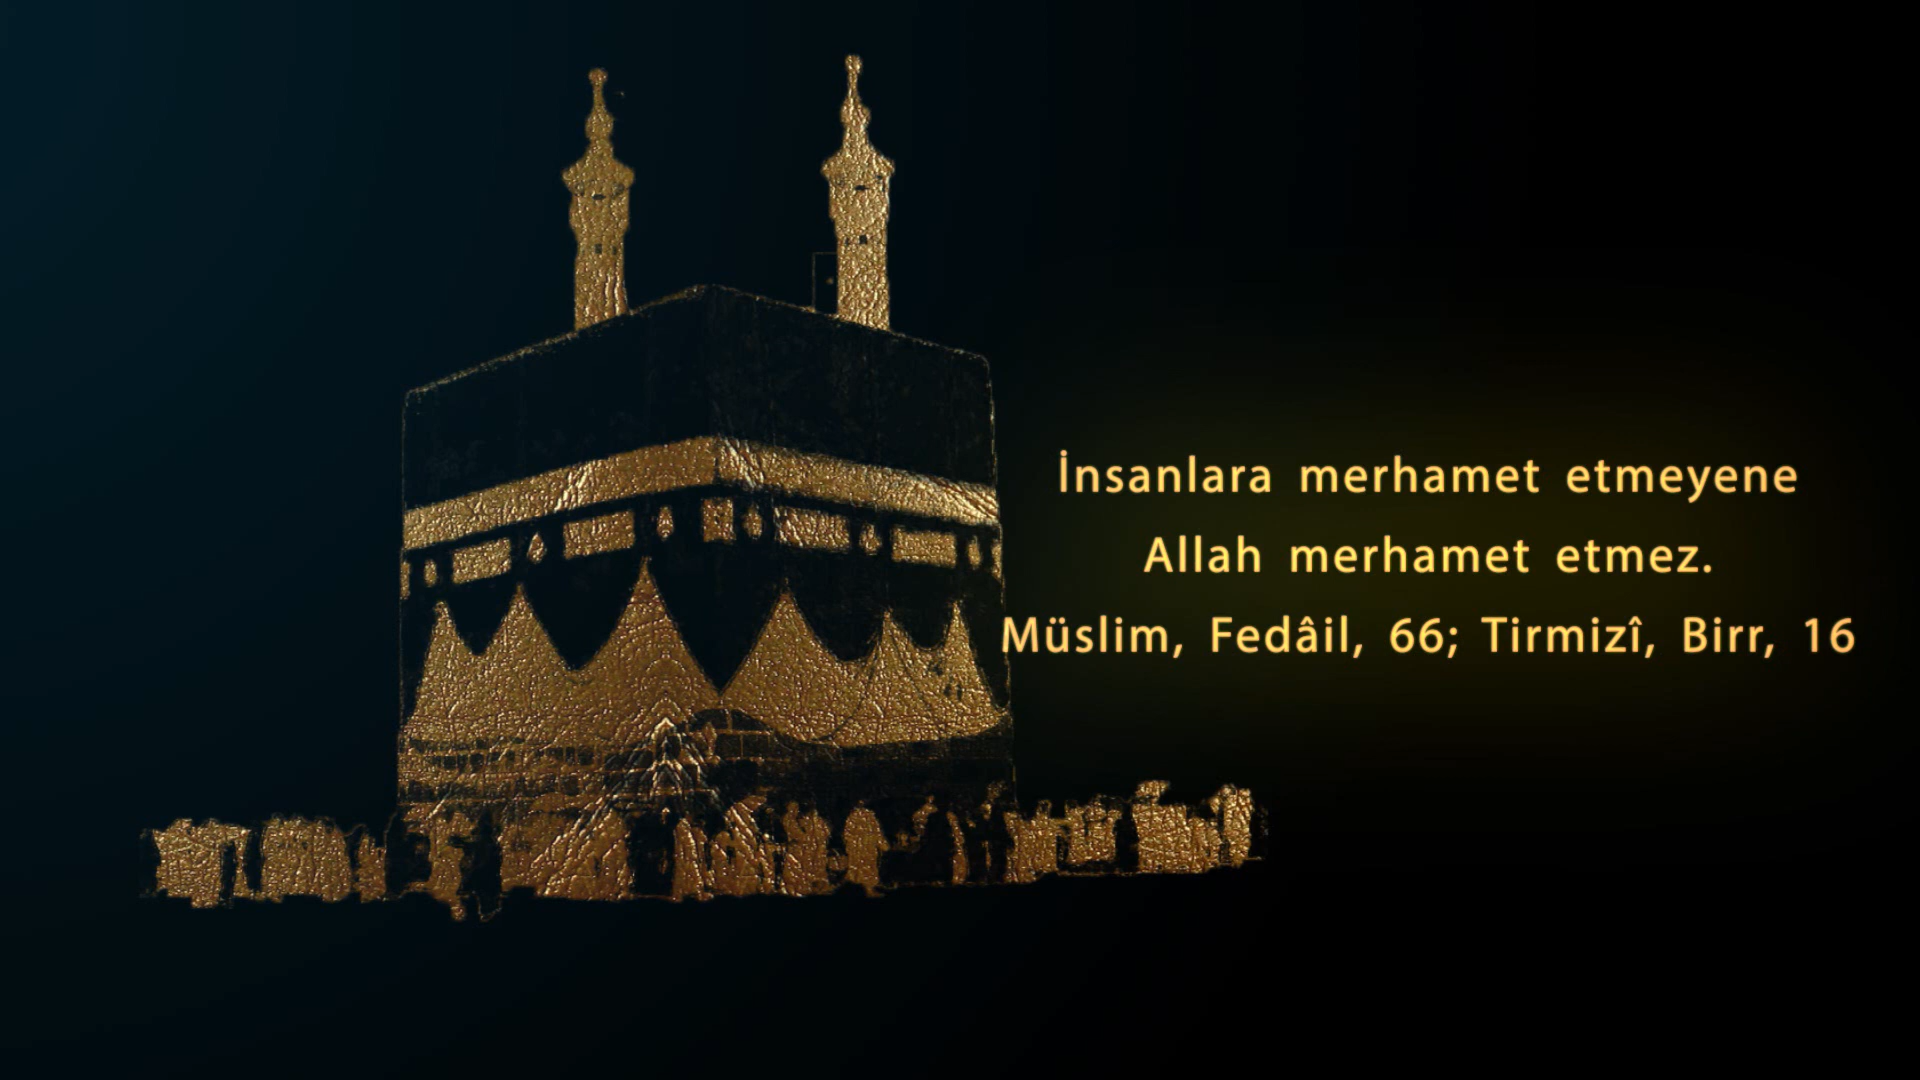 İnsanlara merhamet etmeyene
Allah merhamet etmez.
Müslim, Fedâil, 66; Tirmizî, Birr, 16